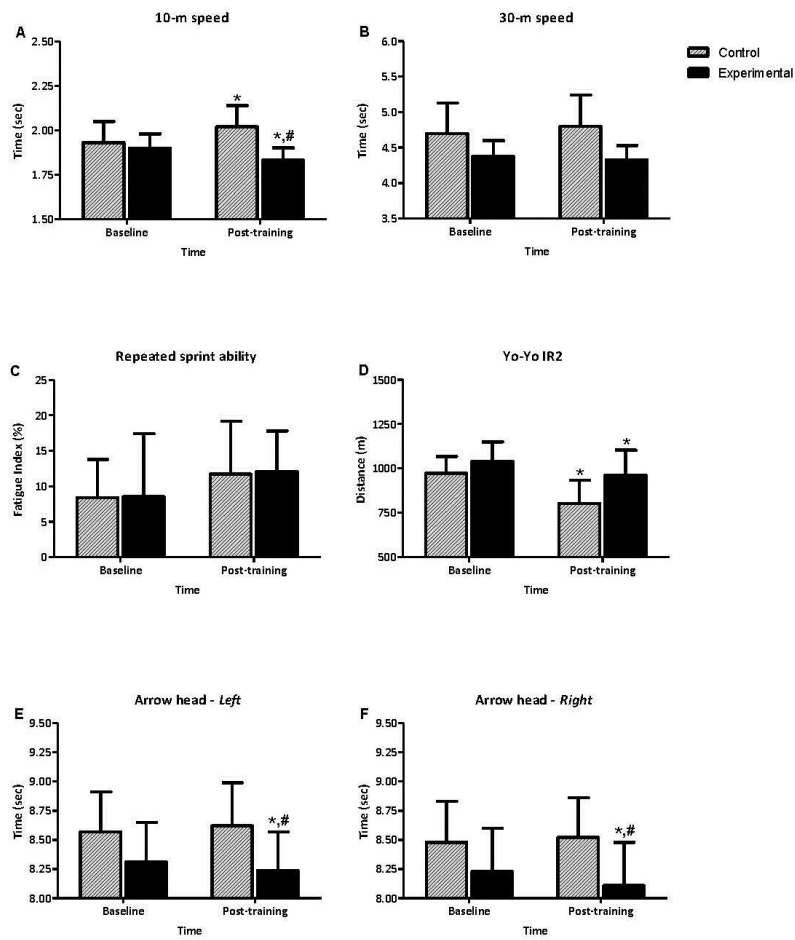 A
10-m speed
2.50
2.25
2.00
1.75
1.50
Time (sec)
*
*,#
Baseline
Post-training
Time
B
30-m speed
6.0
5.5
5.0
4.5
4.0
3.5
Time (sec)
Baseline
Post-training
Time
Control
Experimental
C
Repeated sprint ability
25
20
15
10
5
0
Fatigue Index (%)
Baseline
Post-training
Time
D
Yo-Yo IR2
1500
1250
1000
750
500
Distance (m)
*
*
Baseline
Post-training
Time
E
Arrow head - Left
9.50
9.25
9.00
8.75
8.50
8.25
8.00
Time (sec)
*,#
Baseline
Post-training
Time
F
Arrow head - Right
9.50
9.25
9.00
8.75
8.50
8.25
8.00
Time (sec)
*,#
Baseline
Post-training
Time